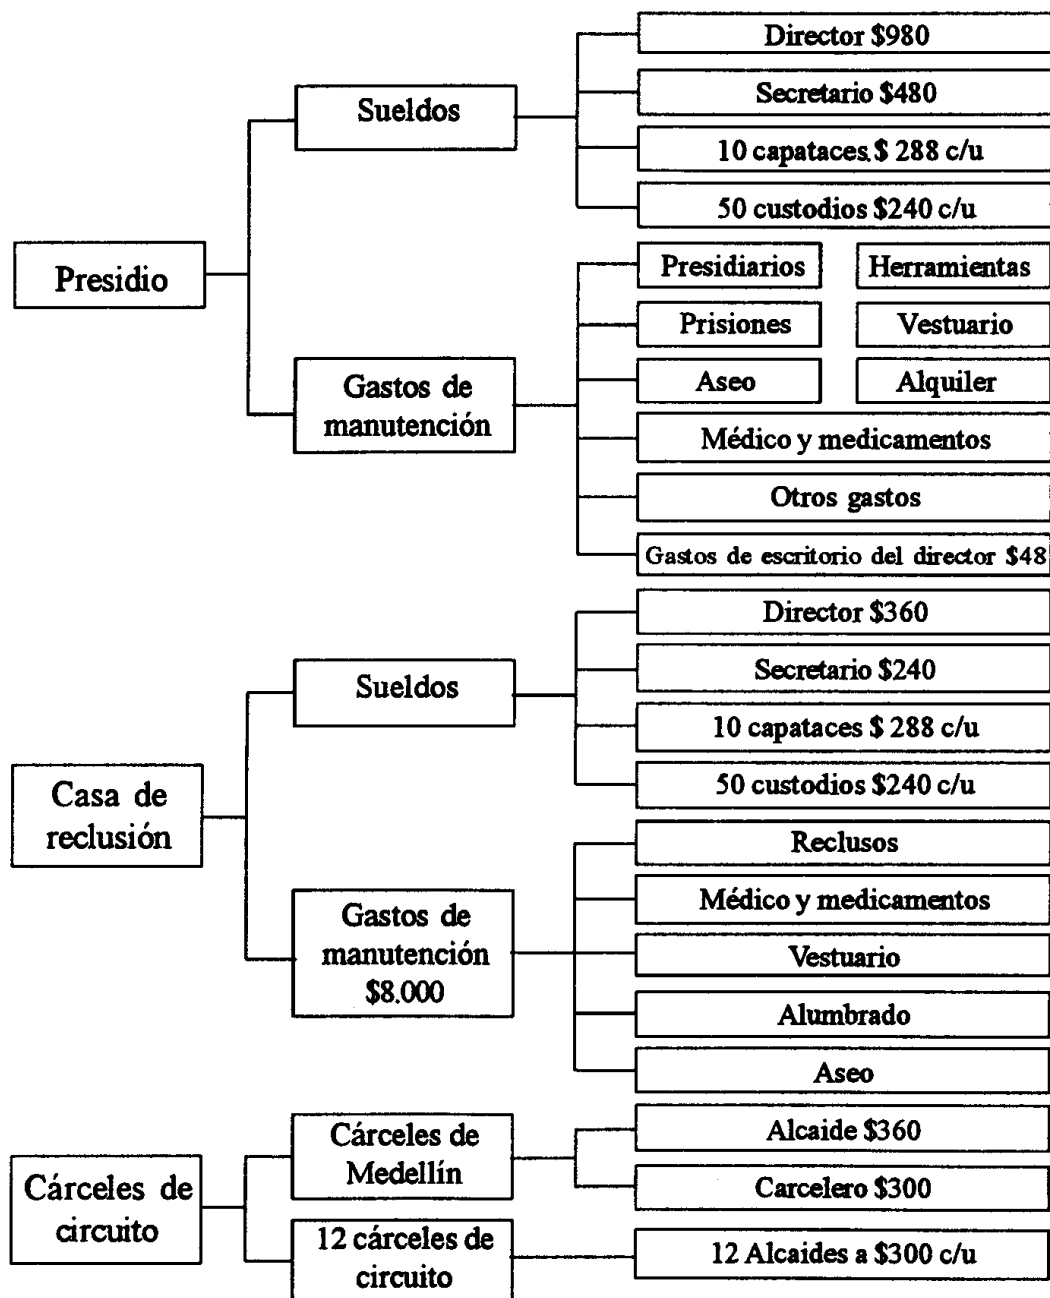 Director $980
Sueldos
Secretario $480
10 capataces. $ 288 c/u
50 custodios $240 c/u
Presidio
Presidiarios
Herramientas
Prisiones
Vestuario
Gastos de
manutención
Aseo
Alquiler
Médico y medicamentos
Otros gastos
Gastos de escritorio del director $48
Director $360
Sueldos
Secretario $240
10 capataces $ 288 c/u
50 custodios $240 c/u
Casa de
reclusión
Reclusos
Gastos de
manutención
$8.000
Médico y medicamentos
Vestuario
Alumbrado
Aseo
Cárceles de
circuito
Cárceles de
Medellín
Alcaide $360
Carcelero $300
12 cárceles de
circuito
12 Alcaides a $300 c/u